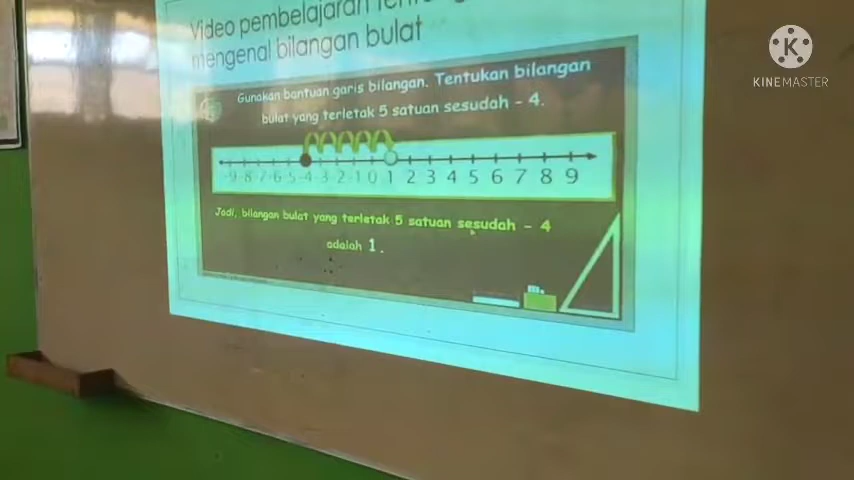 Video pembelajaran
mengenal bilangan bulat
Gunakan bantuan garis bilangan. Tentukan bilangan
bulat yang terletak 5 satuan sesudah - 4.
-9 -8 -7 -6 -5 -4 -3 -2 -1 0 1 2 3 4 5 6 7 8 9
Jadi, bilangan bulat yang terletak 5 satuan sesudah - 4
adalah 1.
KINEMASTER